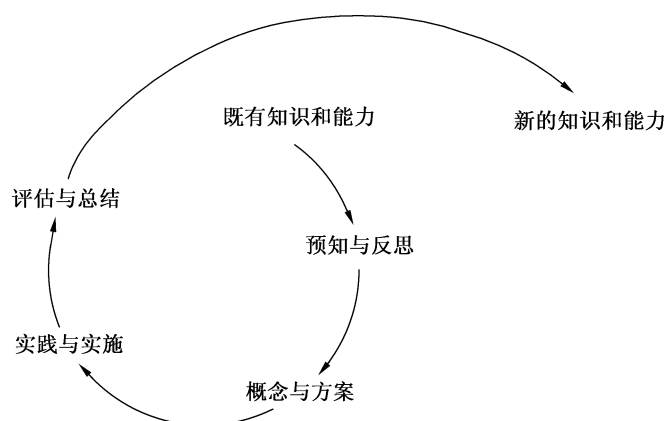 既有知识和能力
新的知识和能力
评估与总结
预知与反思
实践与实施
概念与方案